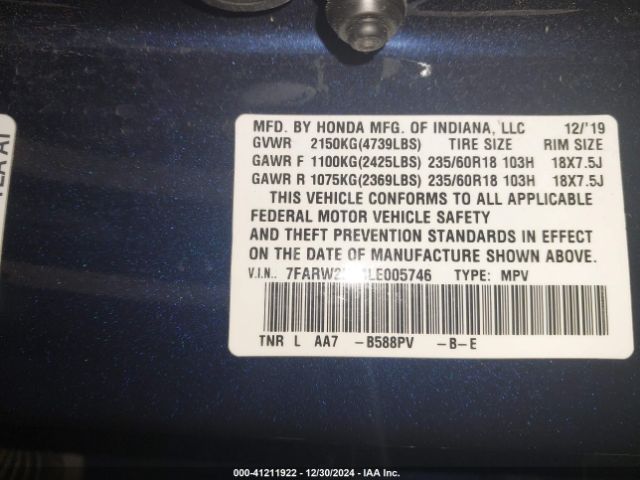 MFD. BY HONDA MFG. OF INDIANA, LLC 12/'19
GVWR 2150KG(4739LBS) TIRE SIZE RIM SIZE
GAWR F 1100KG(2425LBS) 235/60R18 103H 18X7.5J
GAWR R 1075KG(2369LBS) 235/60R18 103H 18X7.5J
THIS VEHICLE CONFORMS TO ALL APPLICABLE
FEDERAL MOTOR VEHICLE SAFETY
AND THEFT PREVENTION STANDARDS IN EFFECT
ON THE DATE OF MANUFACTURE SHOWN ABOVE.
V.I.N.: TYPE: MPV
TNR L AA7 -B588PV -B-E
000-41211922 - 12/30/2024 - IAA Inc.